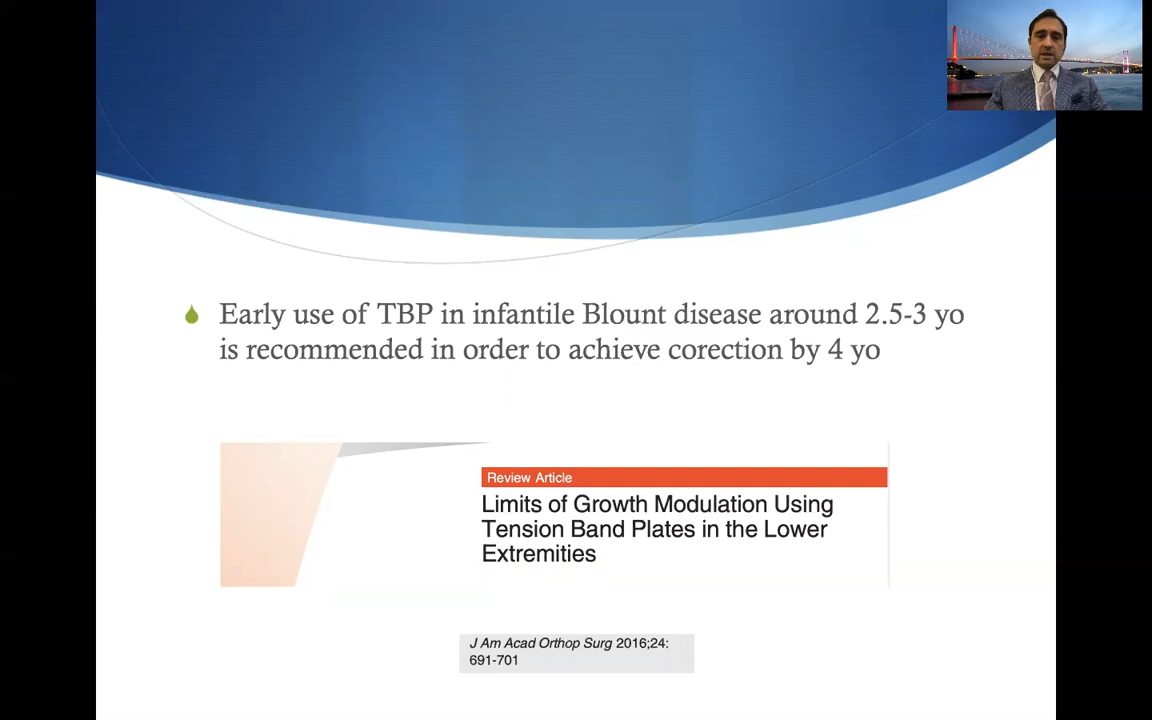 Early use of TBP in infantile Blount disease around 2.5-3 yo
is recommended in order to achieve corection by 4 yo
Review Article
Limits of Growth Modulation Using
Tension Band Plates in the Lower
Extremities
J Am Acad Orthop Surg 2016;24:
691-701